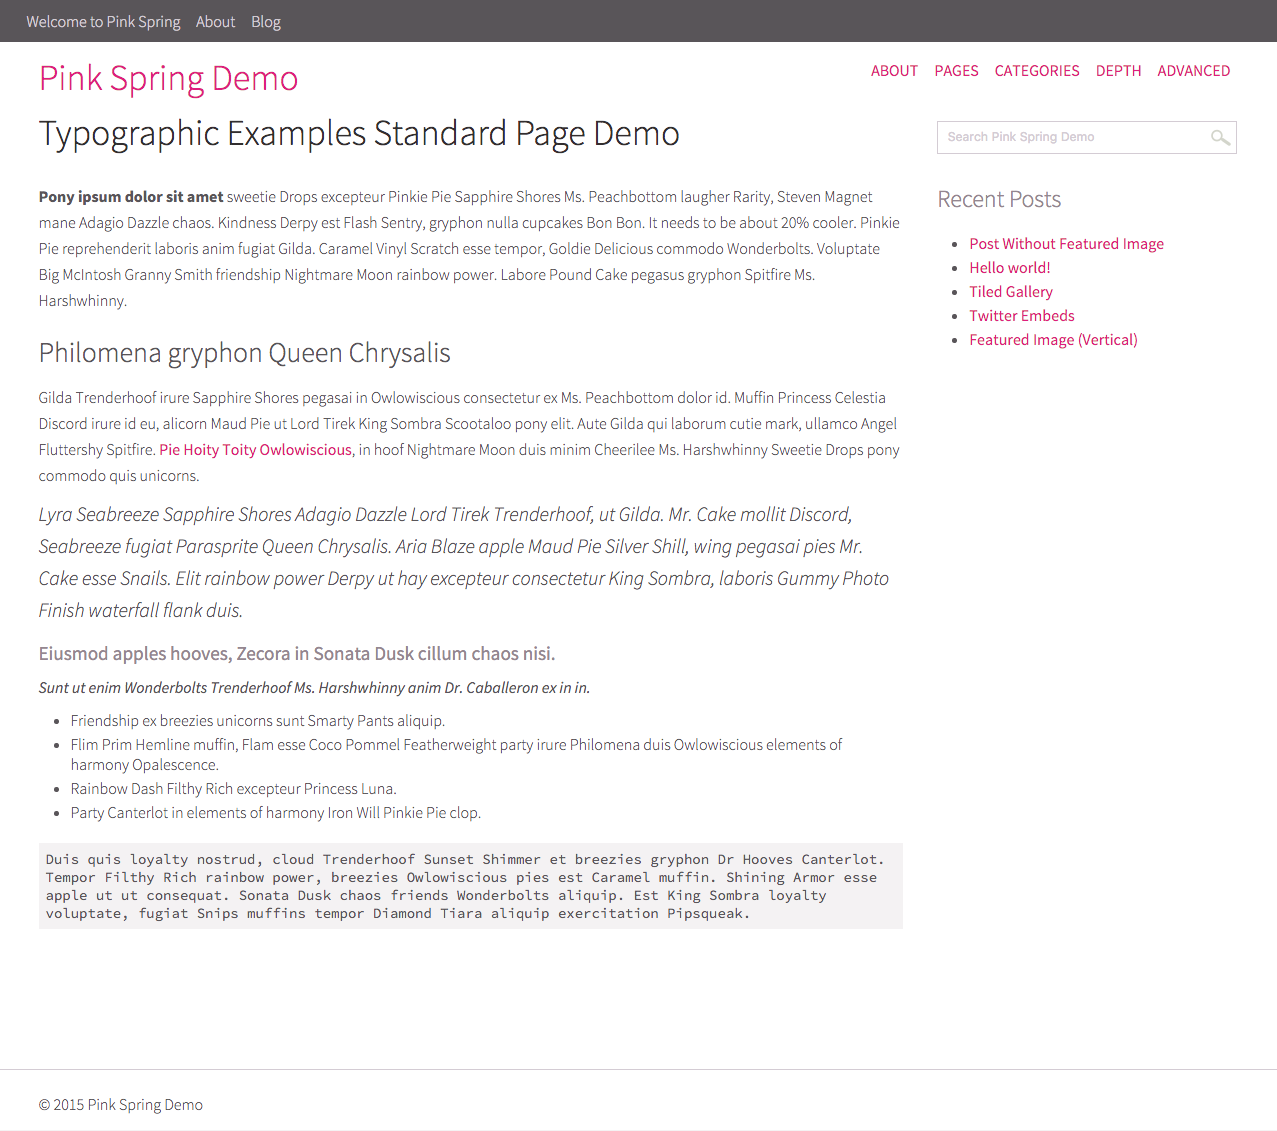 Welcome to Pink Spring About Blog
Pink Spring Demo
ABOUT PAGES CATEGORIES DEPTH ADVANCED
Typographic Examples Standard Page Demo
Pony ipsum dolor sit amet sweetie Drops excepteur Pinkie Pie Sapphire Shores Ms. Peachbottom laugher Rarity, Steven Magnet
mane Adagio Dazzle chaos. Kindness Derpy est Flash Sentry, gryphon nulla cupcakes Bon Bon. It needs to be about 20% cooler. Pinkie
Pie reprehenderit laboris anim fugiat Gilda. Caramel Vinyl Scratch esse tempor, Goldie Delicious commodo Wonderbolts. Voluptate
Big McIntosh Granny Smith friendship Nightmare Moon rainbow power. Labore Pound Cake pegasus gryphon Spitfire Ms.
Harshwhinny.
Philomena gryphon Queen Chrysalis
Gilda Trenderhoof irure Sapphire Shores pegasai in Owlowiscious consectetur ex Ms. Peachbottom dolor id. Muffin Princess Celestia
Discord irure id eu, alicorn Maud Pie ut Lord Tirek King Sombra Scootaloo pony elit. Aute Gilda qui laborum cutie mark, ullamco Angel
Fluttershy Spitfire. Pie Hoity Toity Owlowiscious, in hoof Nightmare Moon duis minim Cheerilee Ms. Harshwhinny Sweetie Drops pony
commodo quis unicorns.
Lyra Seabreeze Sapphire Shores Adagio Dazzle Lord Tirek Trenderhoof, ut Gilda. Mr. Cake mollit Discord,
Seabreeze fugiat Parasprite Queen Chrysalis. Aria Blaze apple Maud Pie Silver Shill, wing pegasai pies Mr.
Cake esse Snails. Elit rainbow power Derpy ut hay excepteur consectetur King Sombra, laboris Gummy Photo
Finish waterfall flank duis.
Eiusmod apples hooves, Zecora in Sonata Dusk cillum chaos nisi.
Sunt ut enim Wonderbolts Trenderhoof Ms. Harshwhinny anim Dr. Caballeron ex in in.
Friendship ex breezies unicorns sunt Smarty Pants aliquip.
Flim Prim Hemline muffin, Flam esse Coco Pommel Featherweight party irure Philomena duis Owlowiscious elements of
harmony Opalescence.
Rainbow Dash Filthy Rich excepteur Princess Luna.
Party Canterlot in elements of harmony Iron Will Pinkie Pie clop.
Duis quis loyalty nostrud, cloud Trenderhoof Sunset Shimmer et breezies gryphon Dr Hooves Canterlot.
Tempor Filthy Rich rainbow power, breezies Owlowiscious pies est Caramel muffin. Shining Armor esse
apple ut ut consequat. Sonata Dusk chaos friends Wonderbolts aliquip. Est King Sombra loyalty
voluptate, fugiat Snips muffins tempor Diamond Tiara aliquip exercitation Pipsqueak.
Search Pink Spring Demo
Recent Posts
Post Without Featured Image
Hello world!
Tiled Gallery
Twitter Embeds
Featured Image (Vertical)
© 2015 Pink Spring Demo